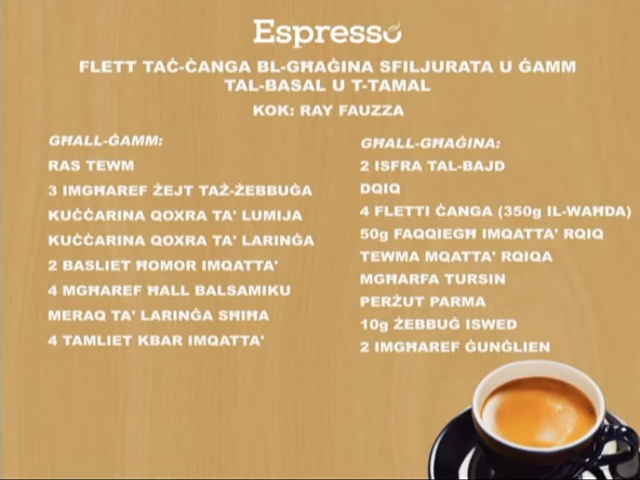 Espresso
FLETT TAĊ-ĊANGA BL-GĦAĠINA SFILJURATA U ĠAMM
TAL-BASAL U T-TAMAL
KOK: RAY FAUZZA
GĦALL-ĠAMM:
RAS TEWM
3 IMGĦAREF ŻEJT TAŻ-ŻEBBUĠA
KUĊĊARINA QOXRA TA' LUMIJA
KUĊĊARINA QOXRA TA' LARINĠA
2 BASLIET ĦOMOR IMQATTA'
4 MGĦAREF ĦALL BALSAMIKU
MERAQ TA' LARINĠA SĦIĦA
4 TAMLIET KBAR IMQATTA'
GĦALL-GĦAĠINA:
2 ISFRA TAL-BAJD
DQIQ
4 FLETTI ĊANGA (350g IL-WAĦDA)
50g FAQQIEGĦ IMQATTA' RQIQ
TEWMA MQATTA' RQIQA
MGĦARFA TURSIN
PERŻUT PARMA
10g ŻEBBUĠ ISWED
2 IMGĦAREF ĠUNĠLIEN